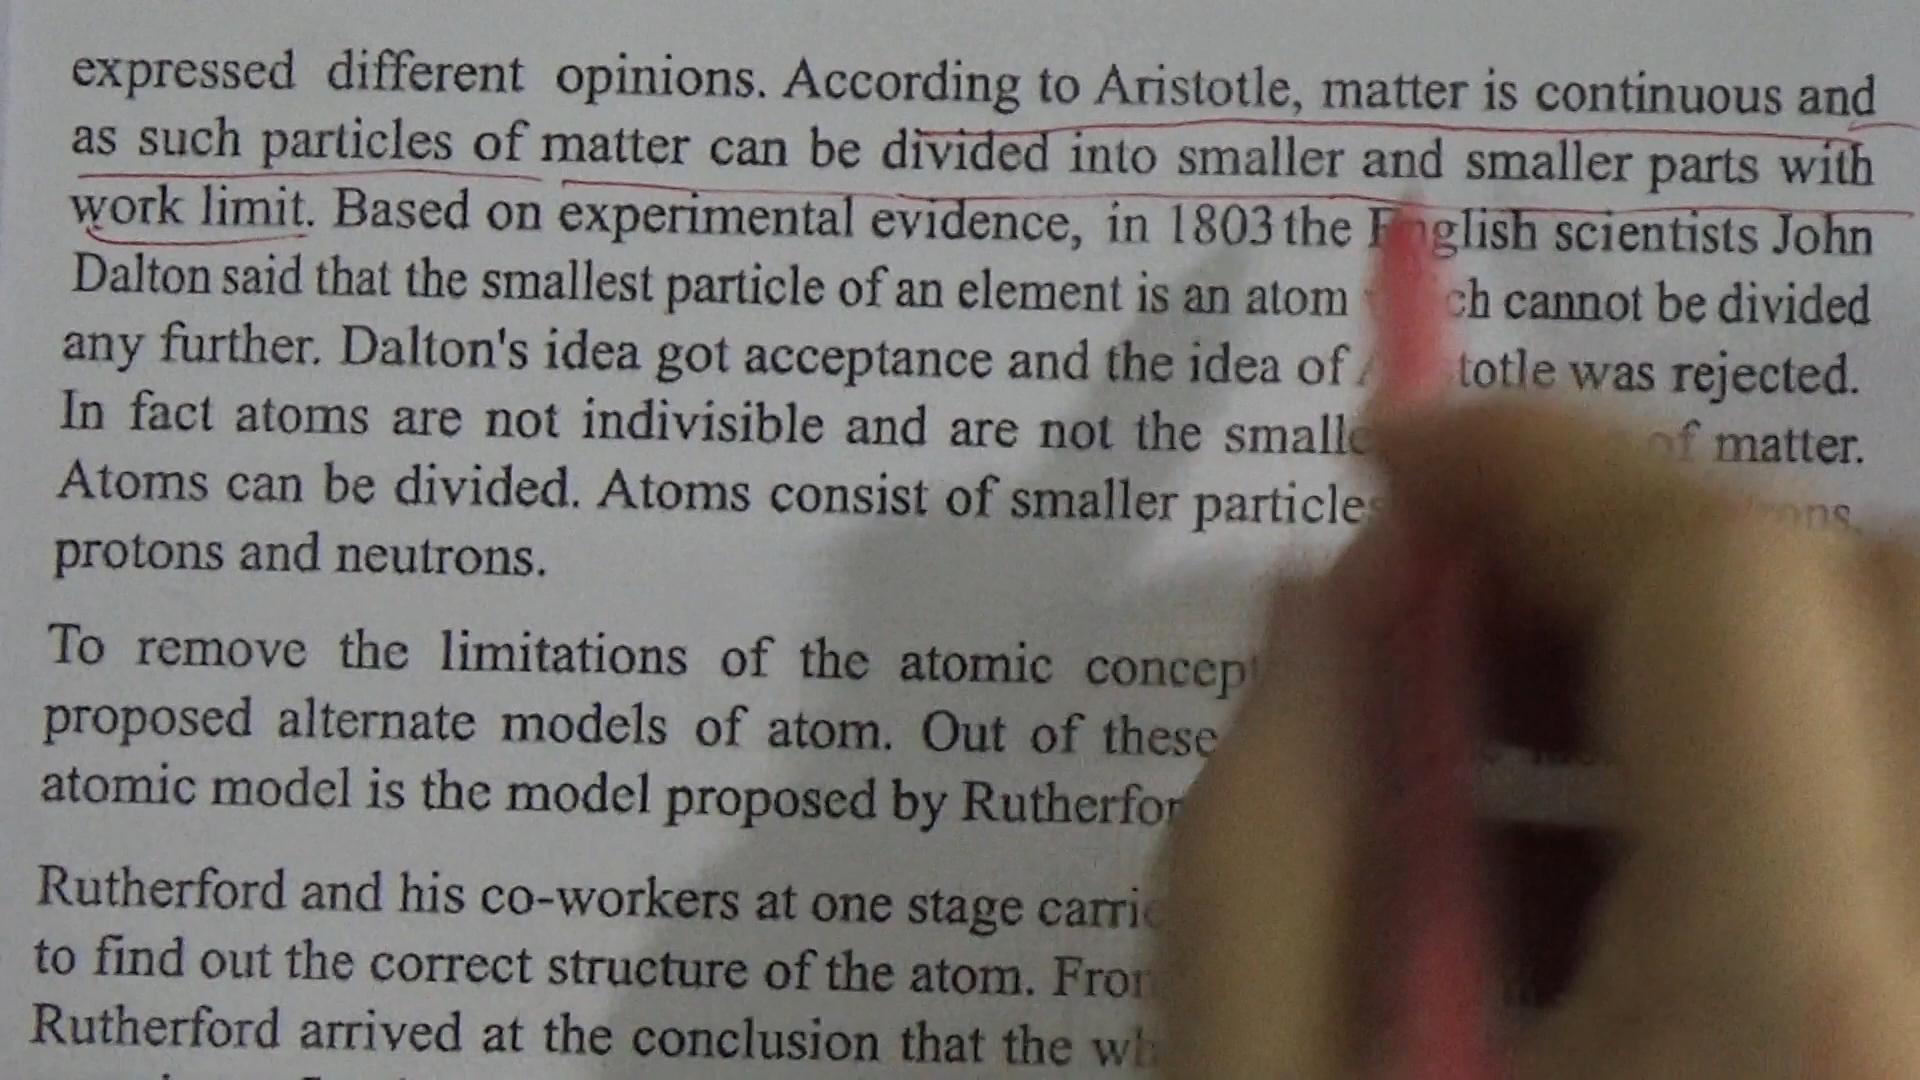 expressed different opinions. According to Aristotle, matter is continuous and
as such particles of matter can be divided into smaller and smaller parts with
work limit. Based on experimental evidence, in 1803 the English scientists John
Dalton said that the smallest particle of an element is an atom cannot be divided
any further. Dalton's idea got acceptance and the idea of was rejected.
In fact atoms are not indivisible and are not the of matter.
Atoms can be divided. Atoms consist of smaller particles
protons and neutrons.
To remove the limitations of the atomic concept
proposed alternate models of atom. Out of these
atomic model is the model proposed by
Rutherford and his co-workers at one stage
to find out the correct structure of the atom.
Rutherford arrived at the conclusion that the